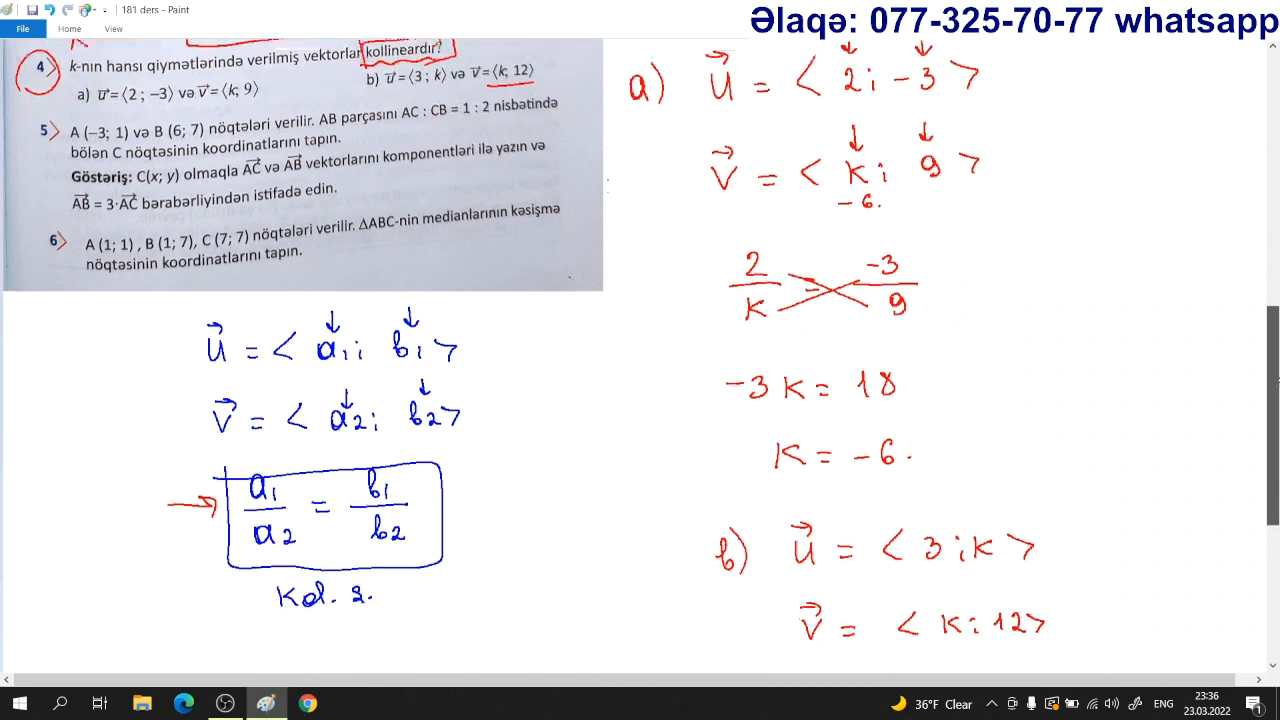 181 ders - Paint
Əlaqə: 077-325-70-77 whatsapp
File Home View
4 k-nın hansı qiymətlərində verilmiş vektorlar kollineardır?
a) u = ⟨2 ; −3⟩ və v = ⟨k; 9⟩ b) u = ⟨3 ; k⟩ və v = ⟨k; 12⟩
5 A (−3; 1) və B (6; 7) nöqtələri verilir. AB parçasını AC : CB = 1 : 2 nisbətində
bölən C nöqtəsinin koordinatlarını tapın.
Göstəriş: C(x; y) olmaqla AC və AB vektorlarını komponentləri ilə yazın və
AB = 3·AC bərabərliyindən istifadə edin.
6 A (1; 1) , B (1; 7), C (7; 7) nöqtələri verilir. ΔABC-nin medianlarının kəsişmə
nöqtəsinin koordinatlarını tapın.
u = < a1; b1 >
v = < a2; b2 >
a1/a2 = b1/b2
a) u = < 2; -3 >
v = < k; 9 >
-6.
2/k = -3/9
-3k = 18
k = -6.
b) u = < 3; k >
v = < k; 12 >
36°F Clear
ENG
23:36
23.03.2022
1